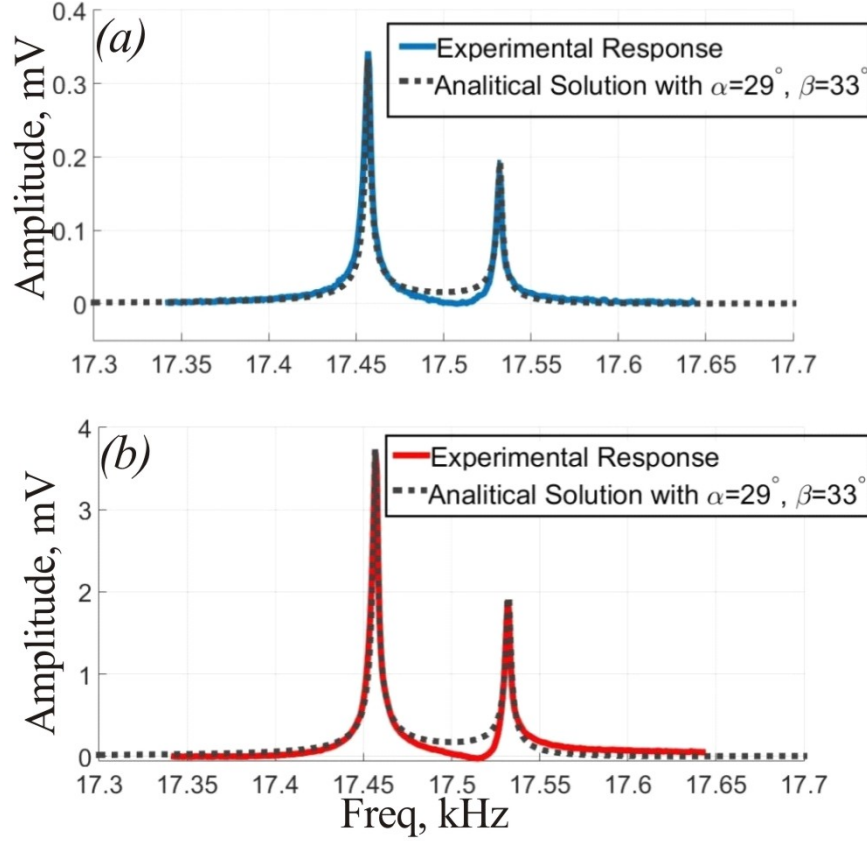 (a)
Experimental Response
Analitical Solution with α=29°, β=33°
Amplitude, mV
0.4
0.3
0.2
0.1
0
17.3 17.35 17.4 17.45 17.5 17.55 17.6 17.65 17.7
(b)
Experimental Response
Analitical Solution with α=29°, β=33°
Amplitude, mV
4
3
2
1
0
17.3 17.35 17.4 17.45 17.5 17.55 17.6 17.65 17.7
Freq, kHz